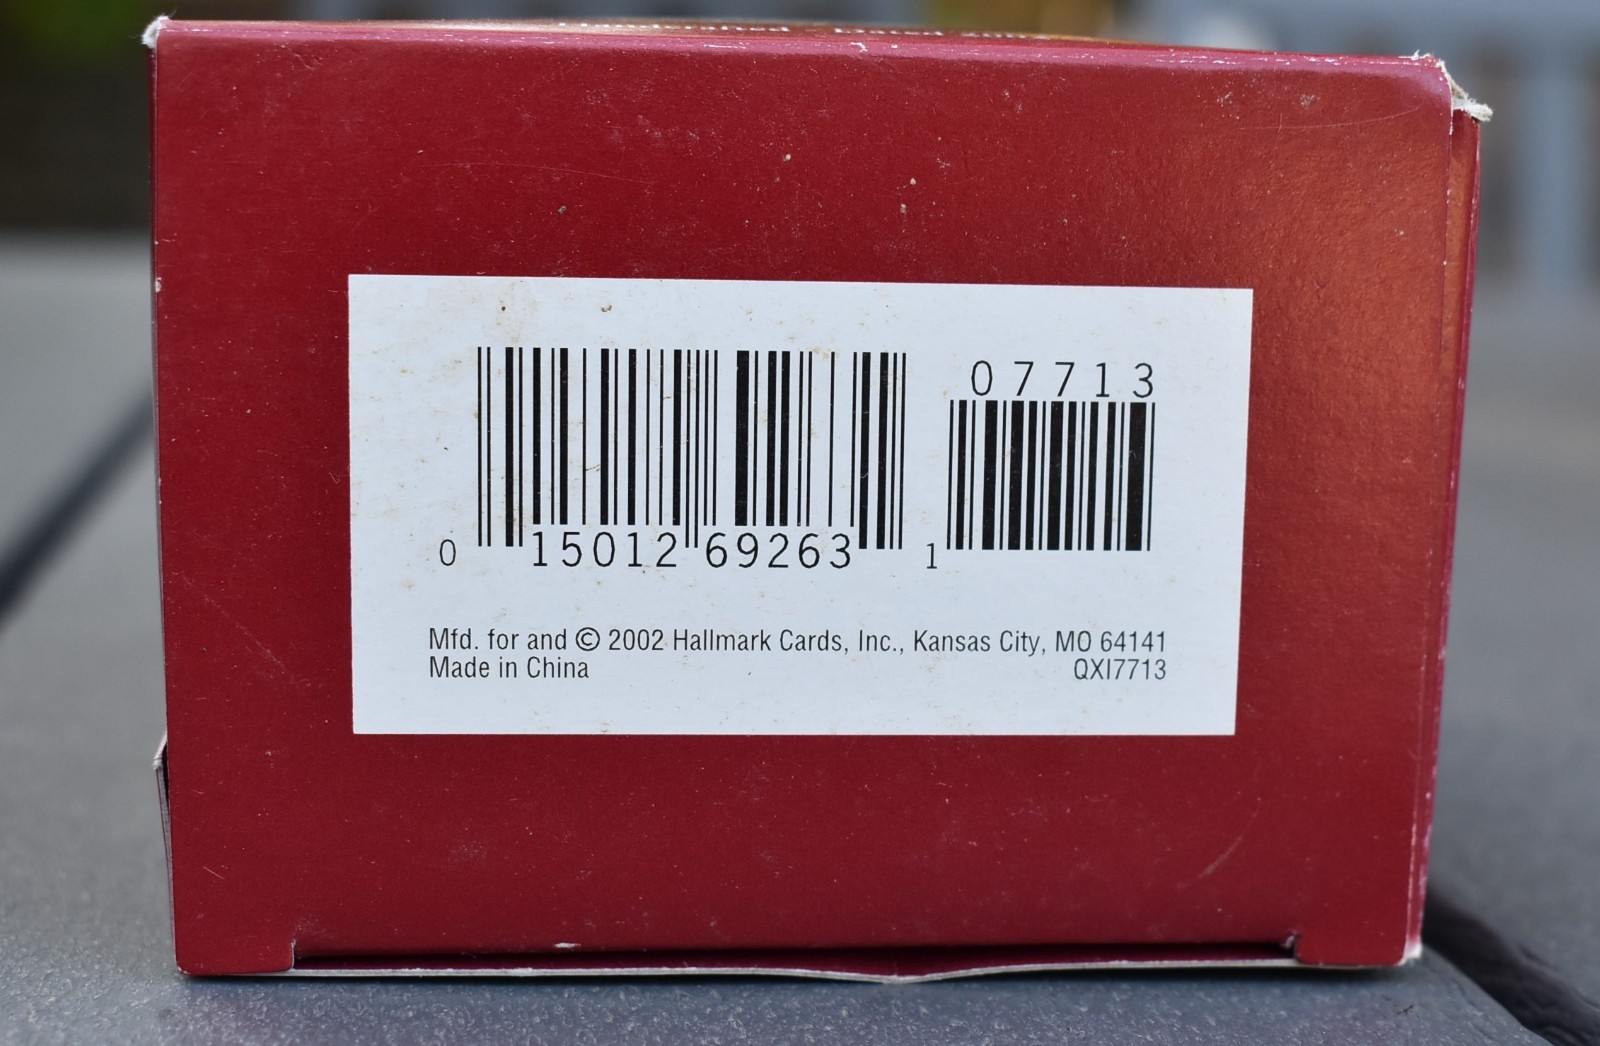 07713
0 15012 69263 1
Mfd. for and © 2002 Hallmark Cards, Inc., Kansas City, MO 64141
Made in China QXI7713